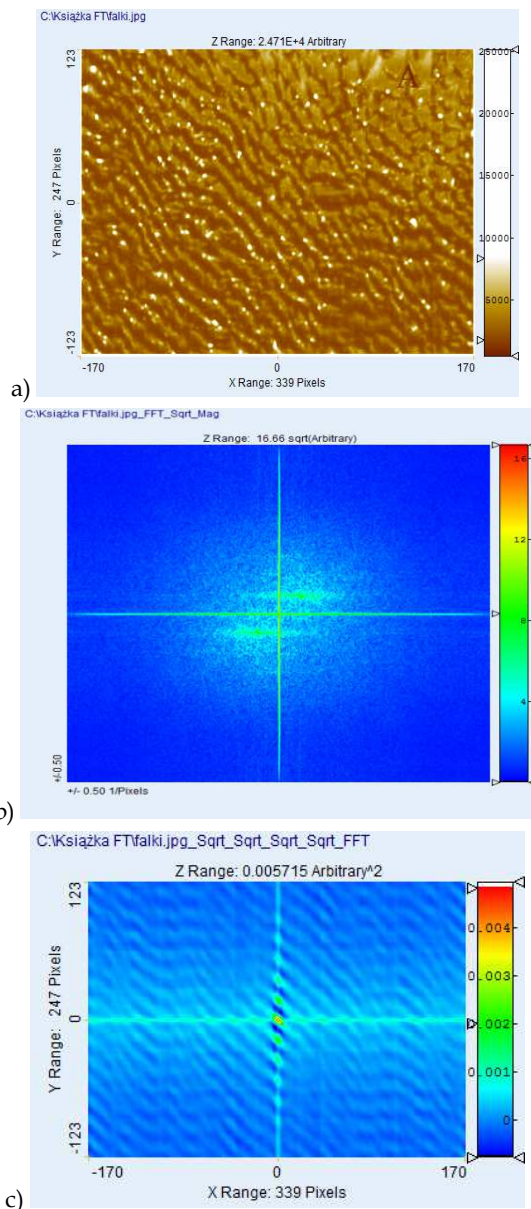 C:\Książka FT\falki.jpg
Z Range: 2.471E+4 Arbitrary
123
0
-123
Y Range: 247 Pixels
A
25000
20000
15000
10000
5000
-170
0
170
X Range: 339 Pixels
a)
C:\Książka FT\falki.jpg_FFT_Sqrt_Mag
Z Range: 16.66 sqrt(Arbitrary)
16
12
8
4
+/-0.50
+/- 0.50 1/Pixels
b)
C:\Książka FT\falki.jpg_Sqrt_Sqrt_Sqrt_Sqrt_FFT
Z Range: 0.005715 Arbitrary^2
123
0
-123
Y Range: 247 Pixels
0.004
0.003
0.002
0.001
0
-170
0
170
X Range: 339 Pixels
c)